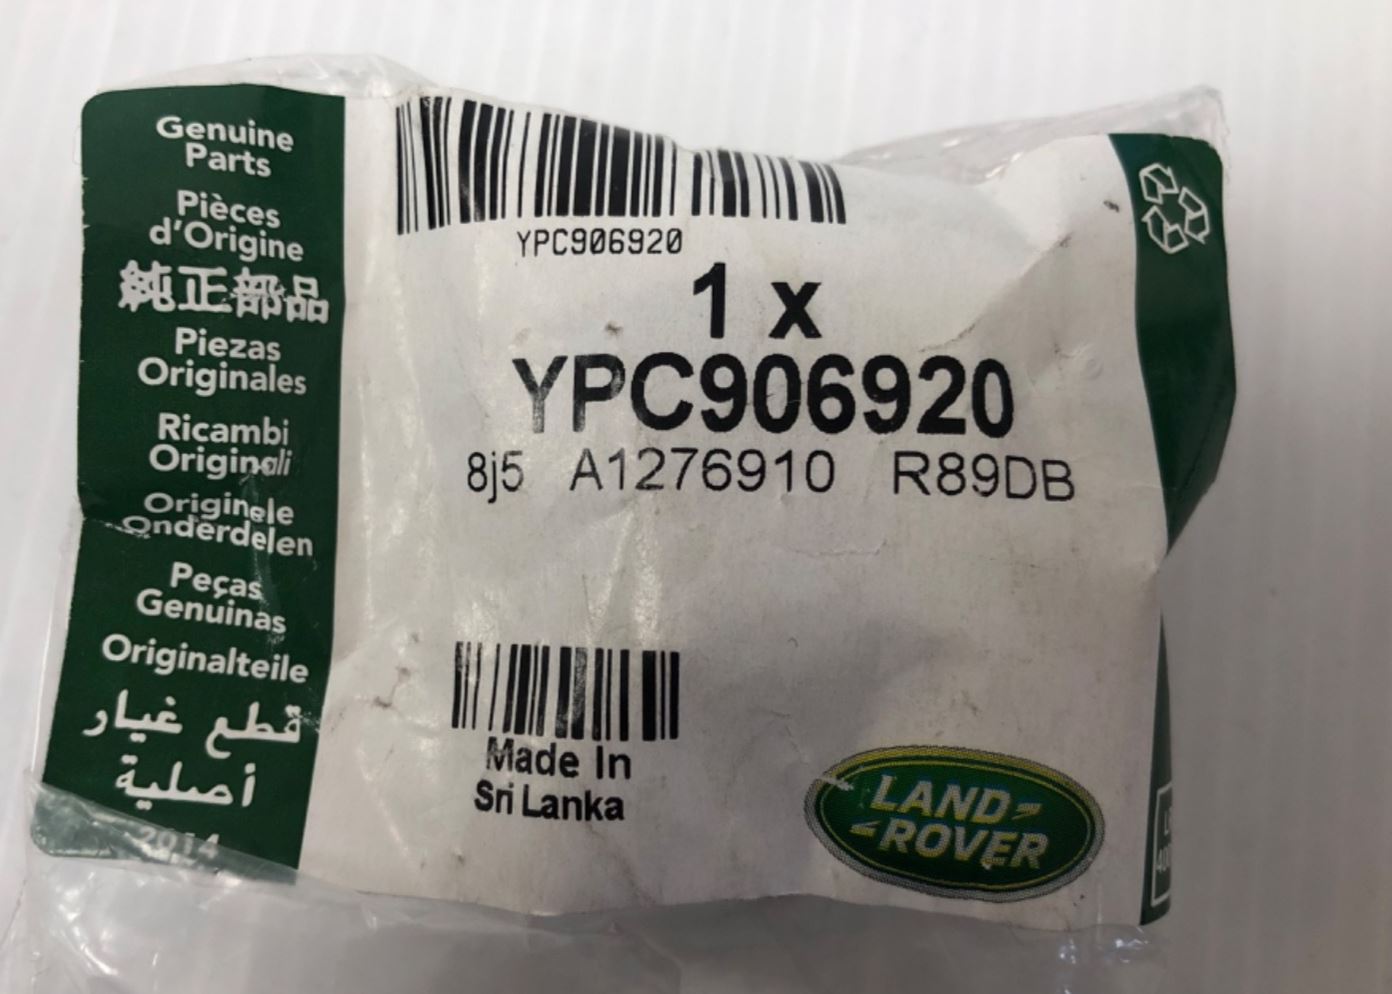 Genuine
Parts
Pièces
d'Origine
純正部品
Piezas
Originales
Ricambi
Originali
Originele
Onderdelen
Peças
Genuinas
Originalteile
قطع غيار
أصلية
2014
YPC906920
1 x
YPC906920
8j5 A1276910 R89DB
Made In
Sri Lanka
LAND
ROVER